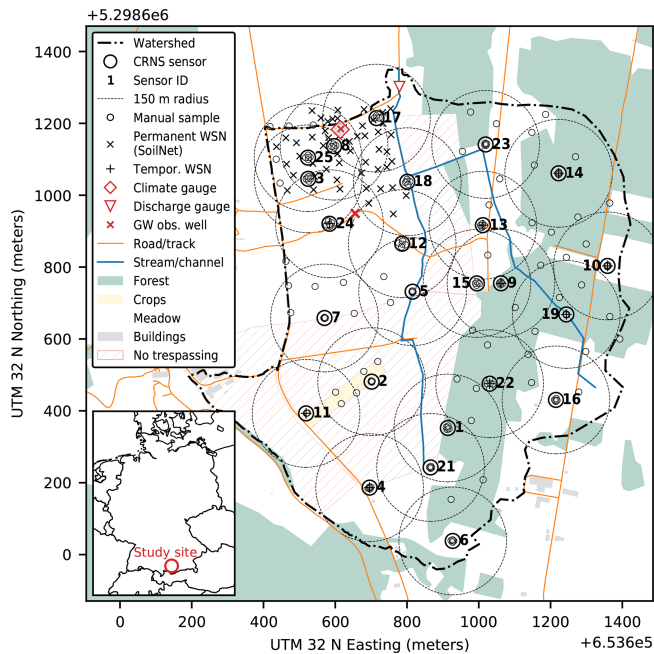 +5.2986e6
1400
1200
1000
800
600
400
200
0
UTM 32 N Northing (meters)
Watershed
CRNS sensor
1 Sensor ID
150 m radius
Manual sample
Permanent WSN
(SoilNet)
Tempor. WSN
Climate gauge
Discharge gauge
GW obs. well
Road/track
Stream/channel
Forest
Crops
Meadow
Buildings
No trespassing
17
8
25
3
23
14
18
24
13
12
10
15
9
5
19
7
2
22
16
11
1
21
4
6
Study site
0
200
400
600
800
1000
1200
1400
UTM 32 N Easting (meters)
+6.536e5